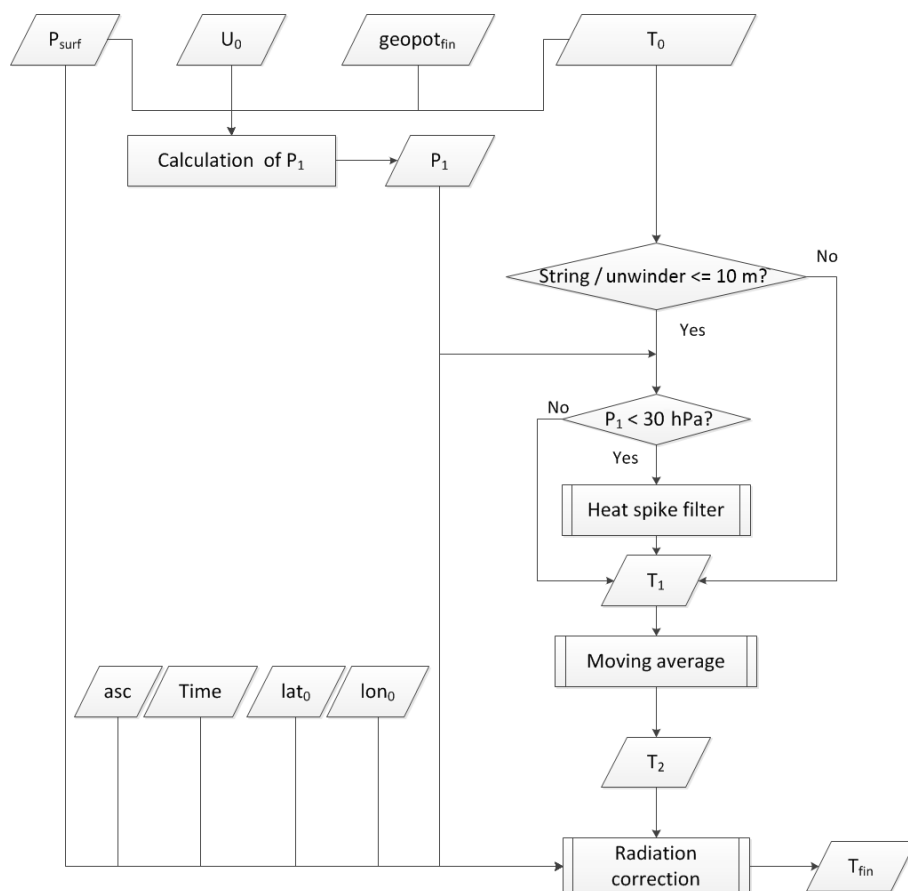 P_surf
U_0
geopot_fin
T_0
Calculation of P_1
P_1
String / unwinder <= 10 m?
No
Yes
No
P_1 < 30 hPa?
Yes
Heat spike filter
T_1
Moving average
asc
Time
lat_0
lon_0
T_2
Radiation
correction
T_fin